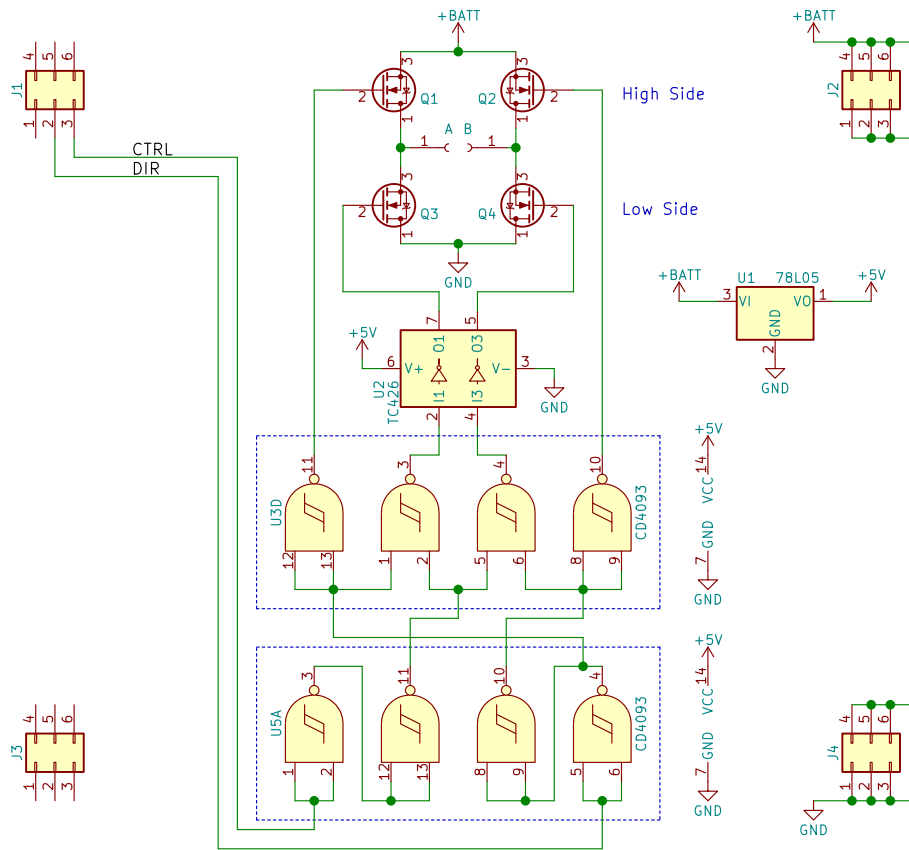 +BATT
+BATT
4 5 6
3
3
4 5 6
J1
2
Q1
Q2
2
High Side
J2
1 2 3
1
1
1 2 3
A B
1
1
CTRL
DIR
3
3
2
Q3
Q4
2
Low Side
1
1
GND
+BATT
U1
78L05
+5V
3
VI
VO
1
GND
2
GND
7
5
+5V
O1
O3
6
V+
V-
3
U2
TC426
I1
I3
GND
2
4
+5V
11
3
4
10
14
VCC
U3D
CD4093
GND
12
13
1
2
5
6
8
9
7
GND
+5V
3
11
10
4
14
VCC
4 5 6
4 5 6
U5A
CD4093
J3
GND
J4
1
2
12
13
8
9
5
6
7
1 2 3
1 2 3
GND
GND